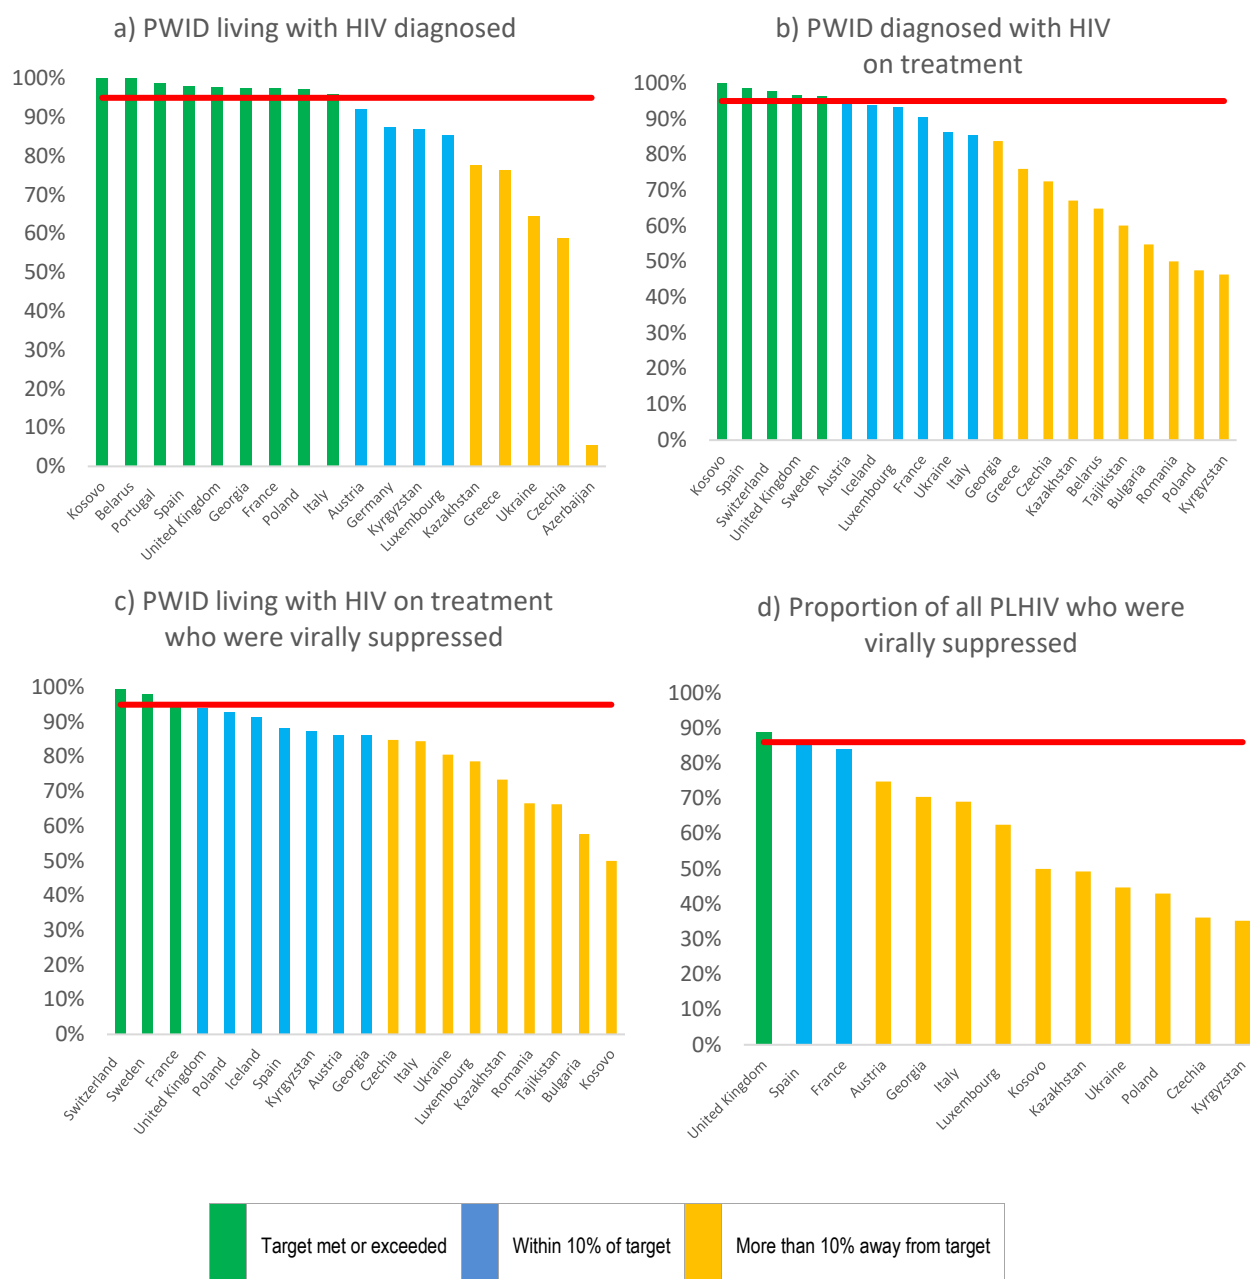 a) PWID living with HIV diagnosed
100%
90%
80%
70%
60%
50%
40%
30%
20%
10%
0%
Kosovo
Belarus
Portugal
Spain
United Kingdom
Georgia
France
Poland
Italy
Austria
Germany
Kyrgyzstan
Luxembourg
Kazakhstan
Greece
Ukraine
Czechia
Azerbaijan
b) PWID diagnosed with HIV
on treatment
100%
90%
80%
70%
60%
50%
40%
30%
20%
10%
0%
Kosovo
Spain
Switzerland
United Kingdom
Sweden
Austria
Iceland
Luxembourg
France
Ukraine
Italy
Georgia
Greece
Czechia
Kazakhstan
Belarus
Tajikistan
Bulgaria
Romania
Poland
Kyrgyzstan
c) PWID living with HIV on treatment
who were virally suppressed
100%
90%
80%
70%
60%
50%
40%
30%
20%
10%
0%
Switzerland
Sweden
France
United Kingdom
Poland
Iceland
Spain
Kyrgyzstan
Austria
Georgia
Czechia
Italy
Ukraine
Luxembourg
Kazakhstan
Romania
Tajikistan
Bulgaria
Kosovo
d) Proportion of all PLHIV who were
virally suppressed
100%
90%
80%
70%
60%
50%
40%
30%
20%
10%
0%
United Kingdom
Spain
France
Austria
Georgia
Italy
Luxembourg
Kosovo
Kazakhstan
Ukraine
Poland
Czechia
Kyrgyzstan
Target met or exceeded
Within 10% of target
More than 10% away from target